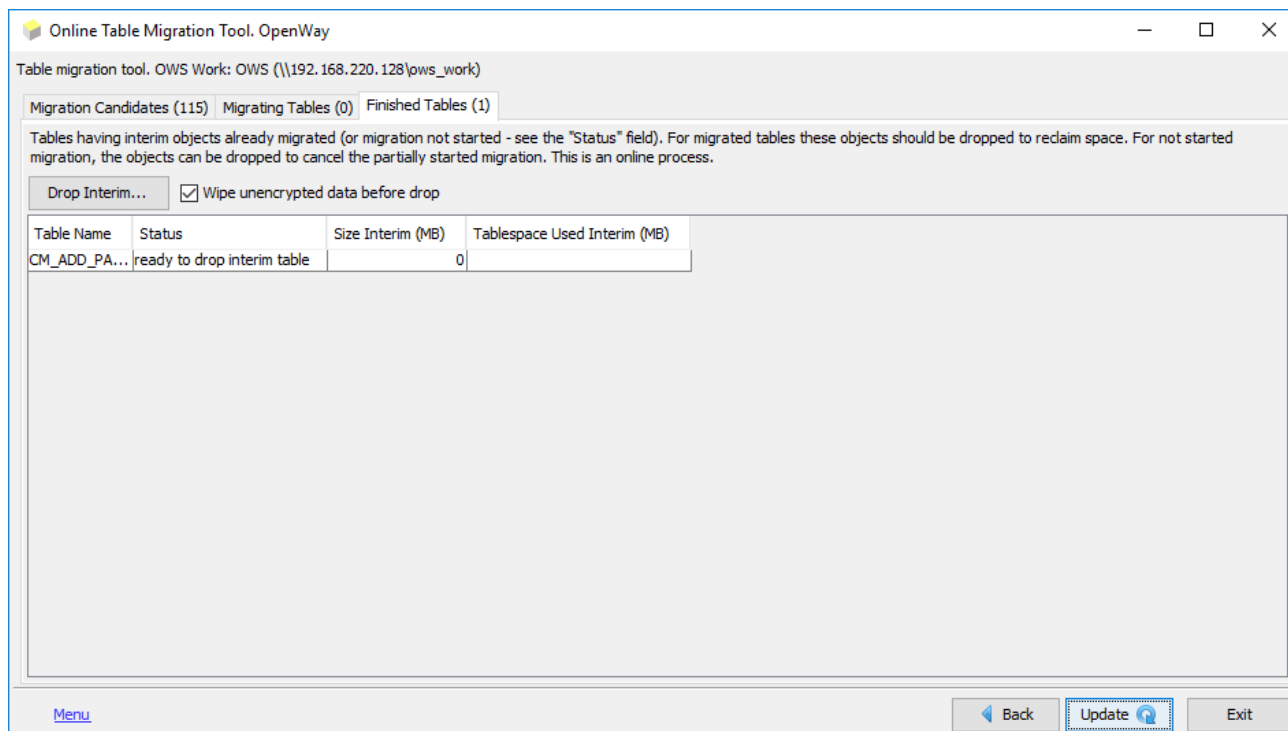 Online Table Migration Tool. OpenWay
Table migration tool. OWS Work: OWS (\\192.168.220.128\ows_work)
Migration Candidates (115) Migrating Tables (0) Finished Tables (1)
Tables having interim objects already migrated (or migration not started - see the "Status" field). For migrated tables these objects should be dropped to reclaim space. For not started
migration, the objects can be dropped to cancel the partially started migration. This is an online process.
Drop Interim... Wipe unencrypted data before drop
Table Name Status Size Interim (MB) Tablespace Used Interim (MB)
CM_ADD_PA... ready to drop interim table 0
Menu Back Update Exit